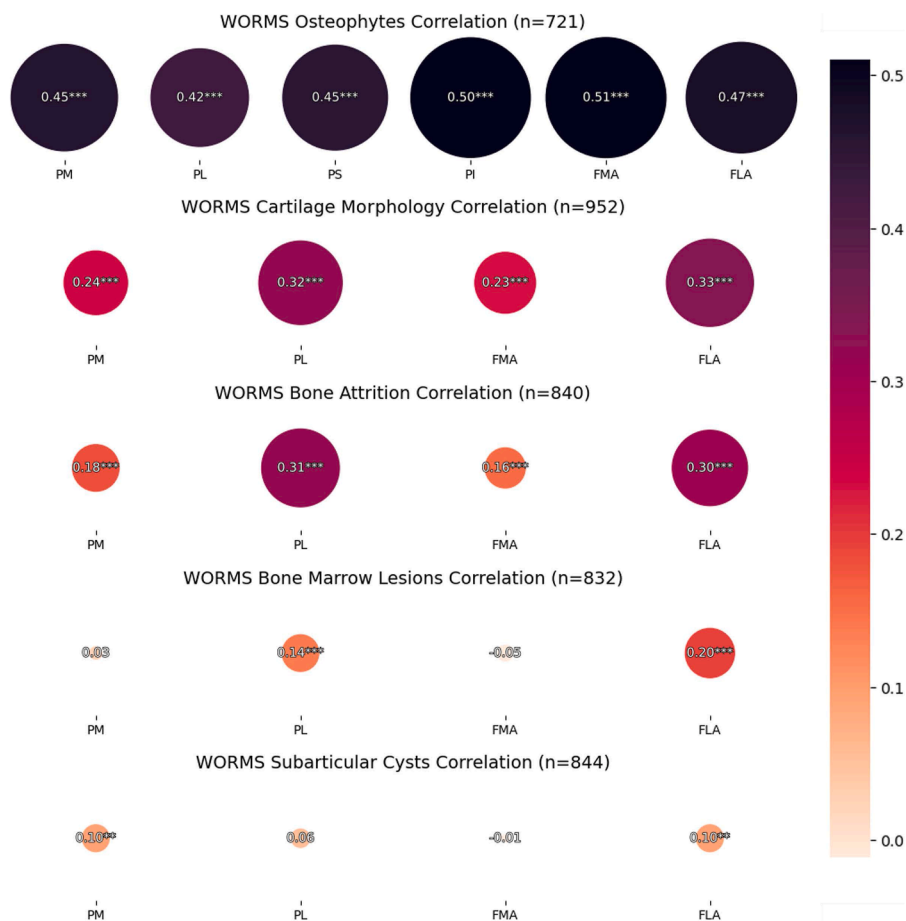 WORMS Osteophytes Correlation (n=721)
0.45*** 0.42*** 0.45*** 0.50*** 0.51*** 0.47***
PM PL PS PI FMA FLA
WORMS Cartilage Morphology Correlation (n=952)
0.24*** 0.32*** 0.23*** 0.33***
PM PL FMA FLA
WORMS Bone Attrition Correlation (n=840)
0.18*** 0.31*** 0.16*** 0.30***
PM PL FMA FLA
WORMS Bone Marrow Lesions Correlation (n=832)
0.03 0.14*** -0.05 0.20***
PM PL FMA FLA
WORMS Subarticular Cysts Correlation (n=844)
0.10** 0.06 -0.01 0.10**
PM PL FMA FLA
0.5
0.4
0.3
0.2
0.1
0.0